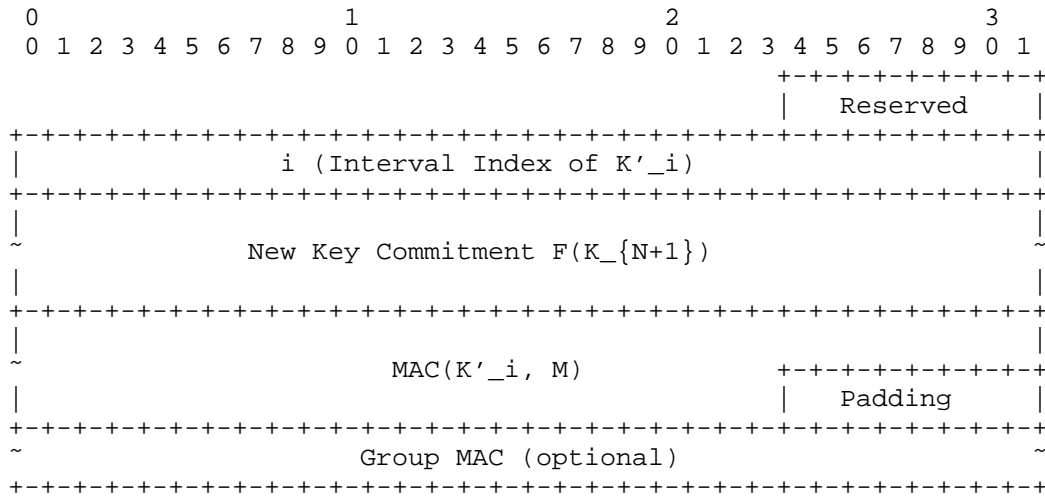 0                   1                   2                   3
 0 1 2 3 4 5 6 7 8 9 0 1 2 3 4 5 6 7 8 9 0 1 2 3 4 5 6 7 8 9 0 1
                                                +-+-+-+-+-+-+-+-+
                                                |   Reserved    |
+-+-+-+-+-+-+-+-+-+-+-+-+-+-+-+-+-+-+-+-+-+-+-+-+-+-+-+-+-+-+-+-+
|                i (Interval Index of K’_i)                     |
+-+-+-+-+-+-+-+-+-+-+-+-+-+-+-+-+-+-+-+-+-+-+-+-+-+-+-+-+-+-+-+-+
|                                                               |
~              New Key Commitment F(K_{N+1})                    ~
|                                                               |
+-+-+-+-+-+-+-+-+-+-+-+-+-+-+-+-+-+-+-+-+-+-+-+-+-+-+-+-+-+-+-+-+
|                                                               |
~                       MAC(K’_i, M)            +-+-+-+-+-+-+-+-+
|                                               |   Padding     |
+-+-+-+-+-+-+-+-+-+-+-+-+-+-+-+-+-+-+-+-+-+-+-+-+-+-+-+-+-+-+-+-+
~                     Group MAC (optional)                      ~
+-+-+-+-+-+-+-+-+-+-+-+-+-+-+-+-+-+-+-+-+-+-+-+-+-+-+-+-+-+-+-+-+